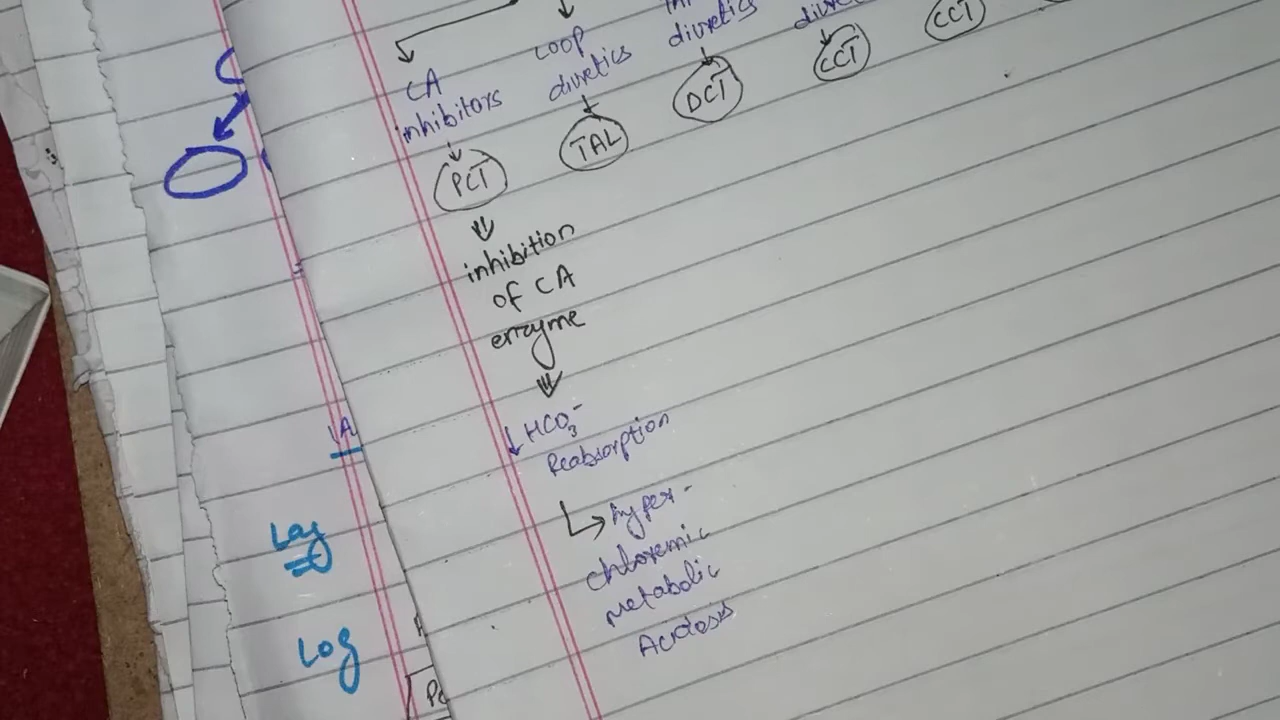 CA
inhibitors
PCT
inhibition
of CA
enzyme
↓ HCO3-
Reabsorption
hyper-
chloremic
metabolic
Acidosis
Loop
diuretics
TAL
diuretics
DCT
CCT
CCT
Log
Log